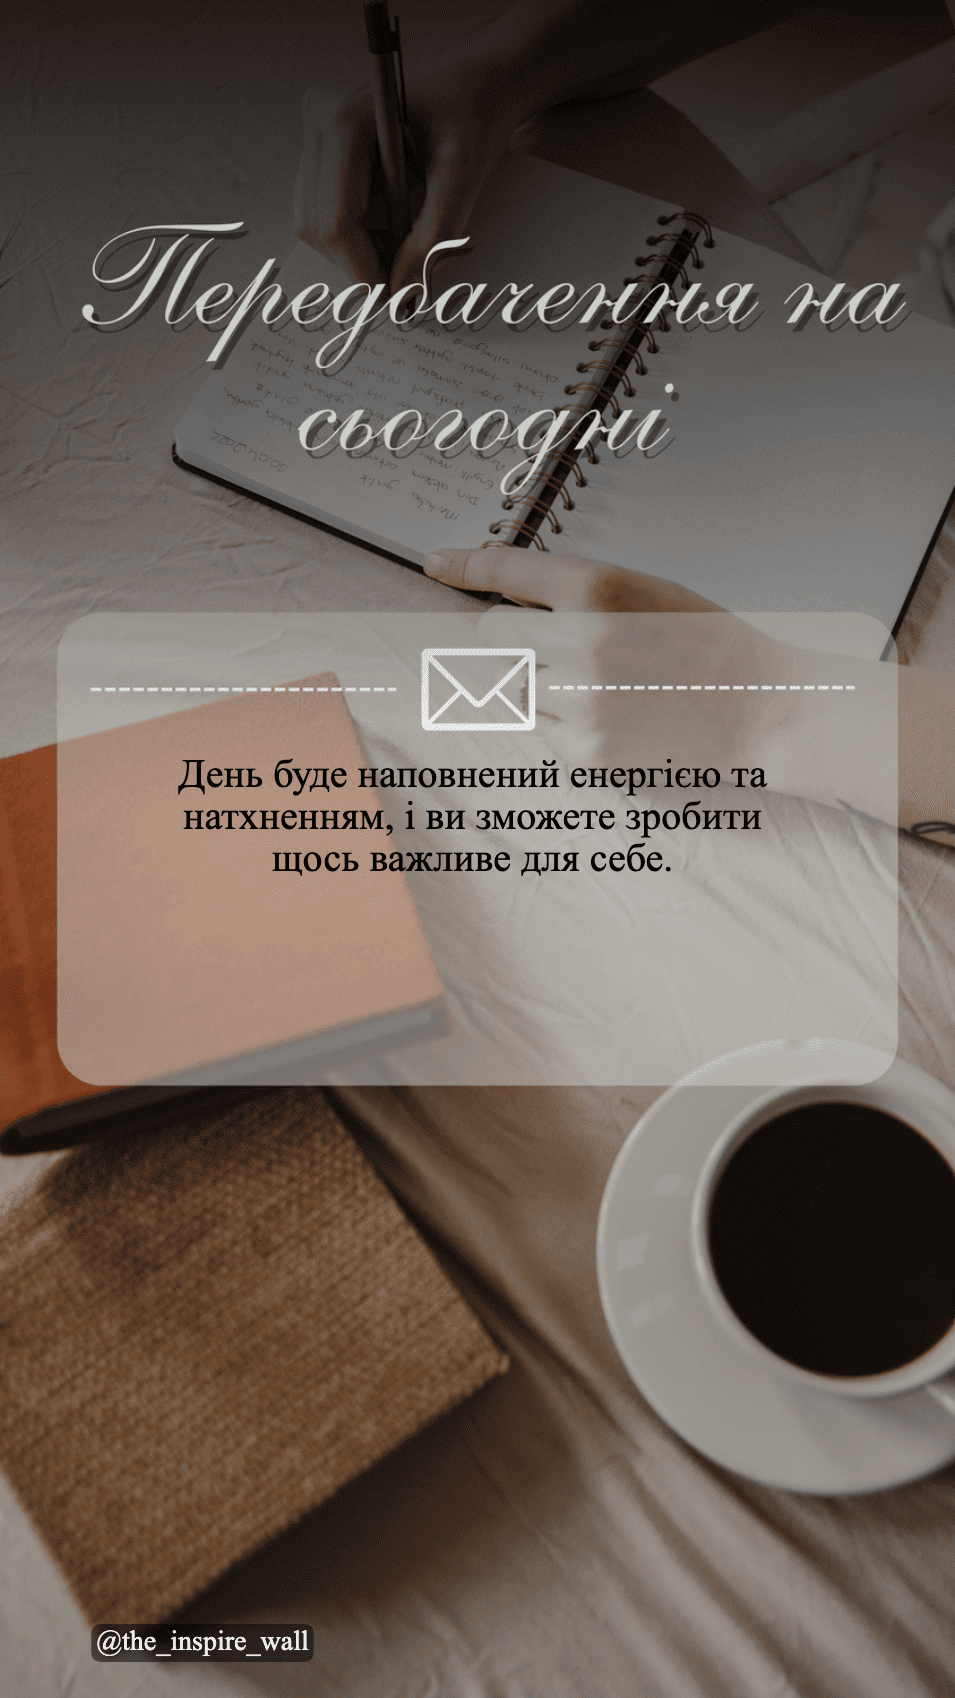 Передбачення на
сьогодні
День буде наповнений енергією та
натхненням, і ви зможете зробити
щось важливе для себе.
@the_inspire_wall